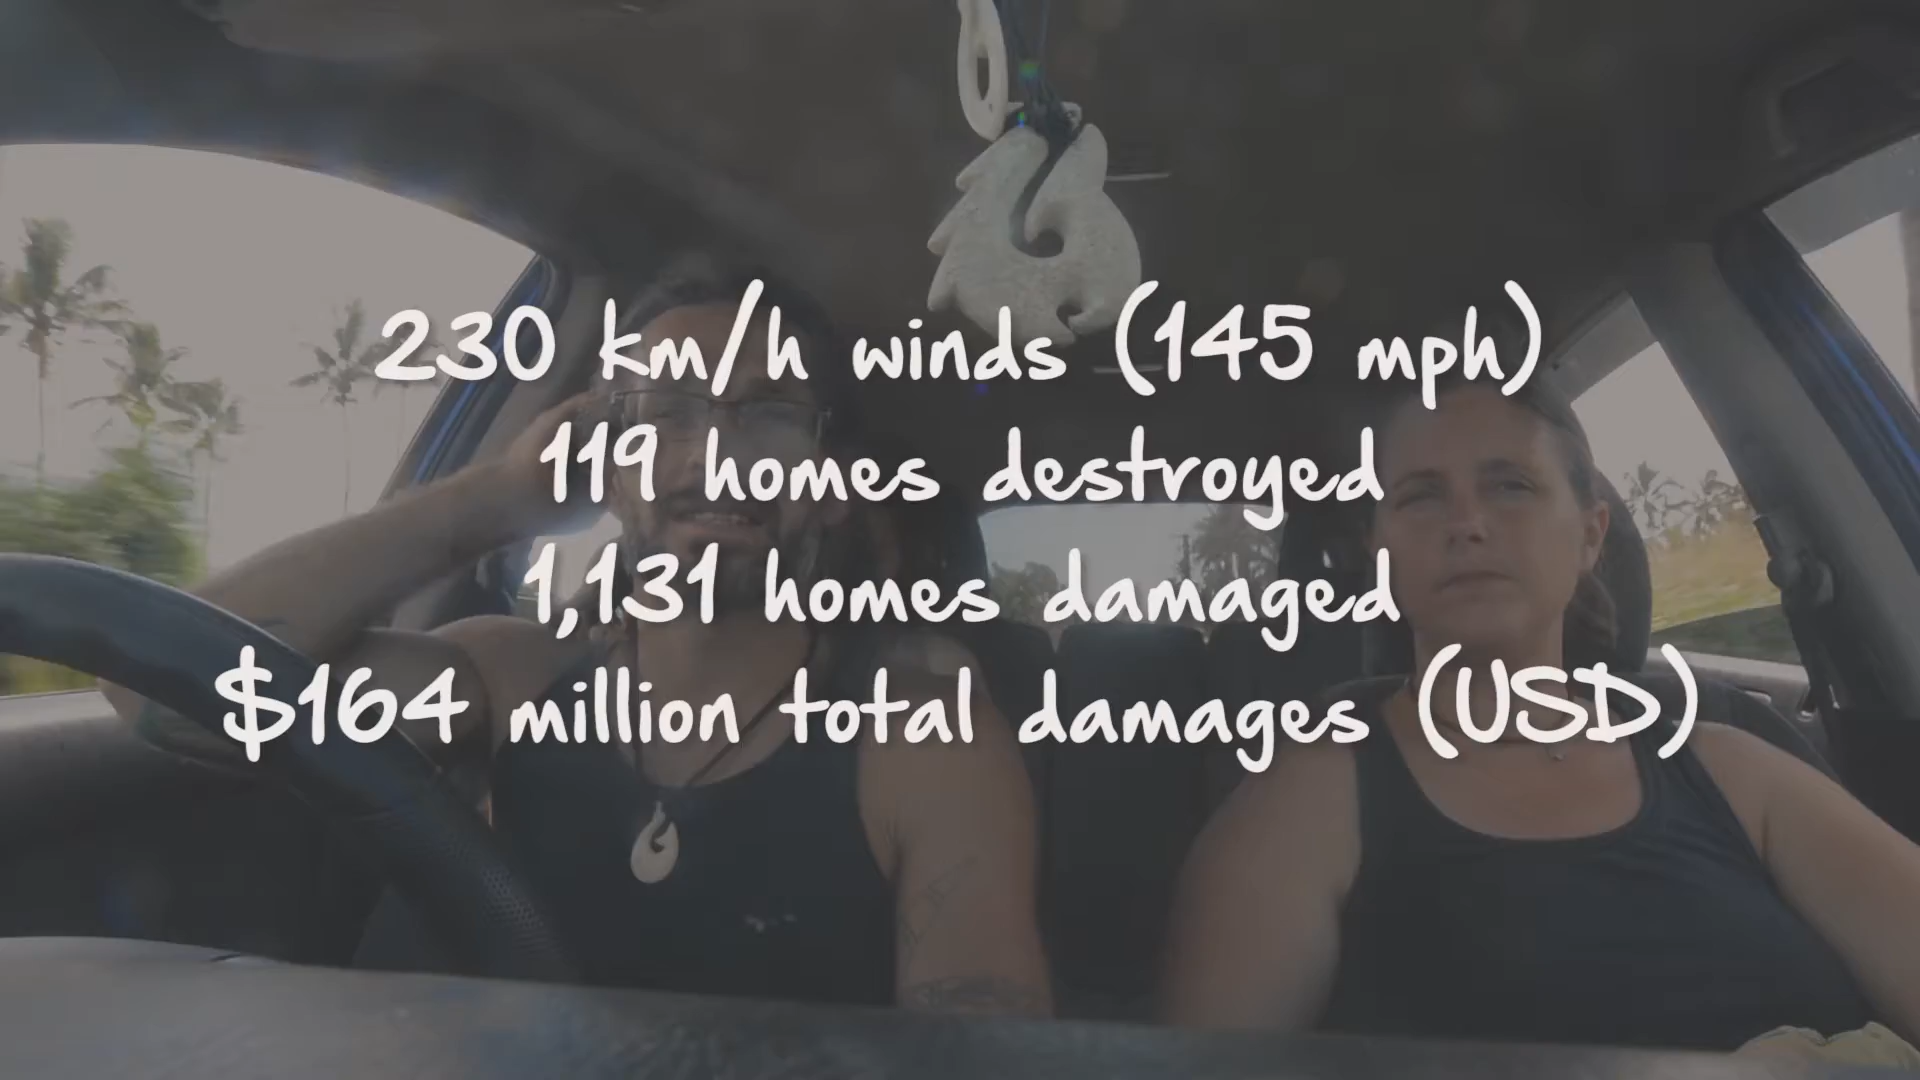 230 km/h winds (145 mph)
119 homes destroyed
1,131 homes damaged
$164 million total damages (USD)